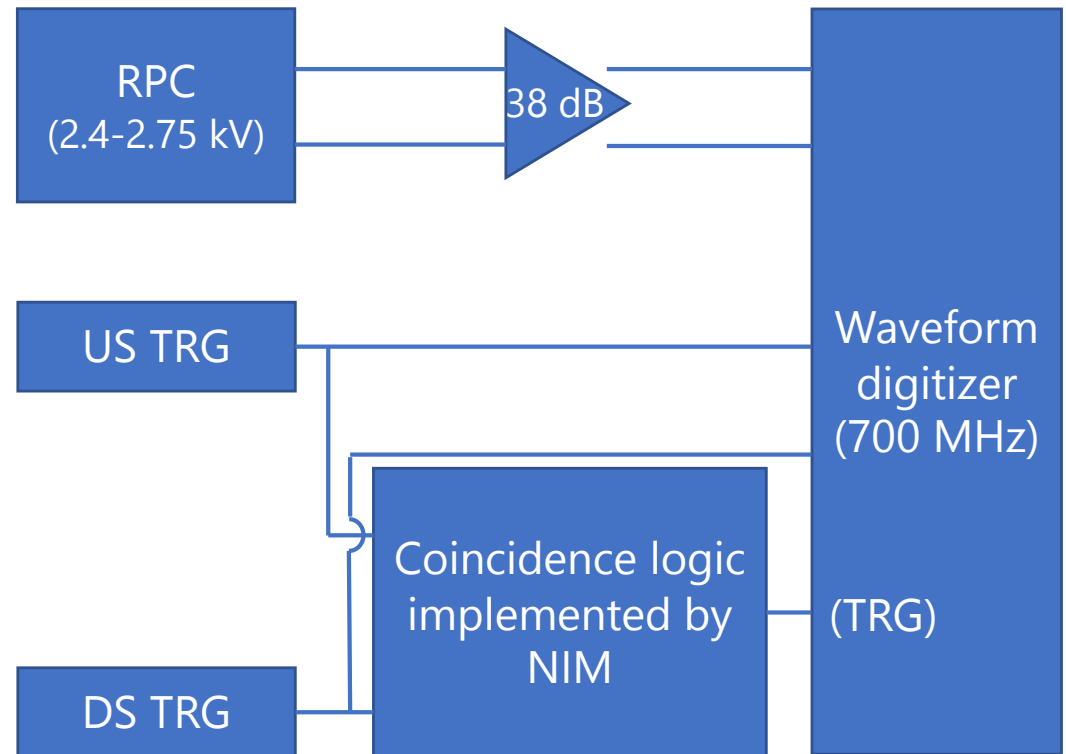 RPC
(2.4-2.75 kV)
38 dB
US TRG
Waveform
digitizer
(700 MHz)
Coincidence logic
implemented by
NIM
(TRG)
DS TRG